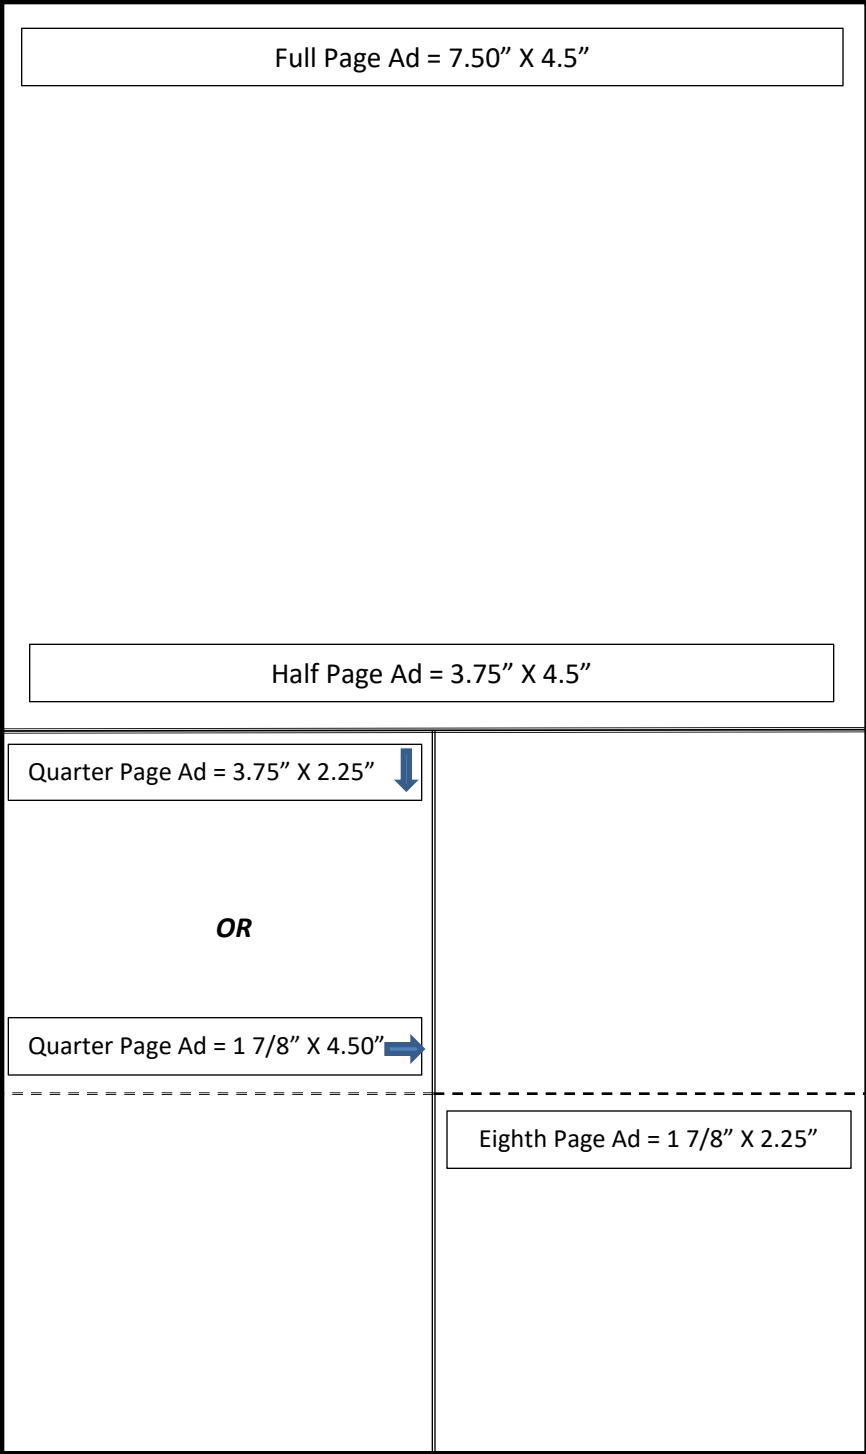 Full Page Ad = 7.50” X 4.5”
Half Page Ad = 3.75” X 4.5”
Quarter Page Ad = 3.75” X 2.25”
OR
Quarter Page Ad = 1 7/8” X 4.50”
Eighth Page Ad = 1 7/8” X 2.25”